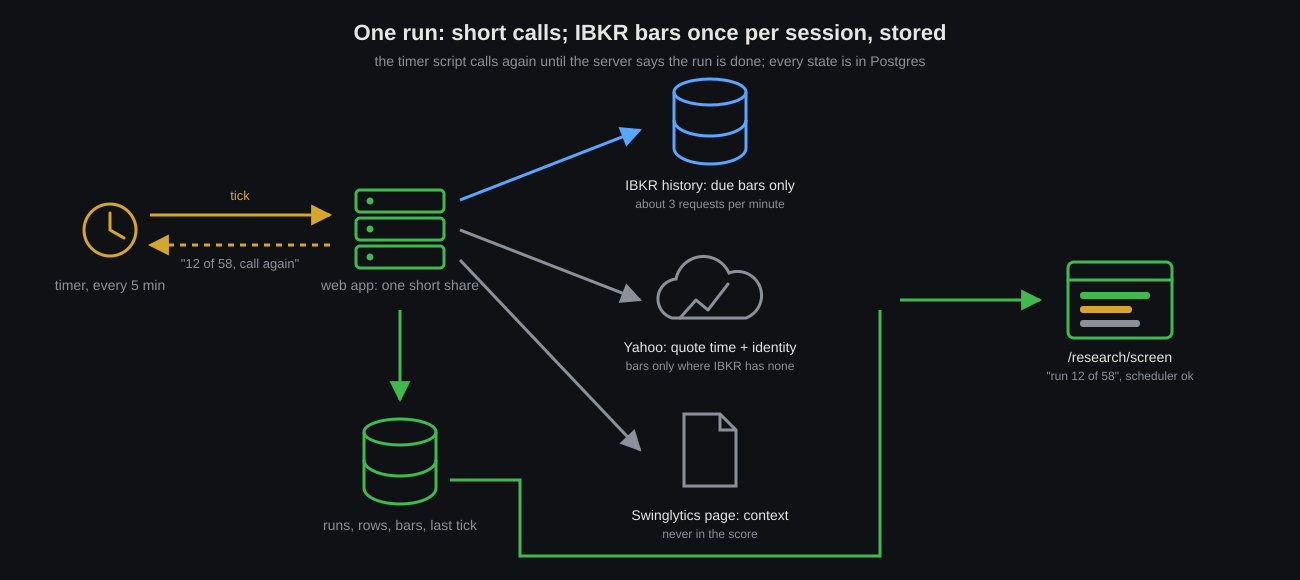 One run: short calls; IBKR bars once per session, stored
the timer script calls again until the server says the run is done; every state is in Postgres
tick
"12 of 58, call again"
timer, every 5 min
web app: one short share
IBKR history: due bars only
about 3 requests per minute
Yahoo: quote time + identity
bars only where IBKR has none
/research/screen
"run 12 of 58", scheduler ok
runs, rows, bars, last tick
Swinglytics page: context
never in the score